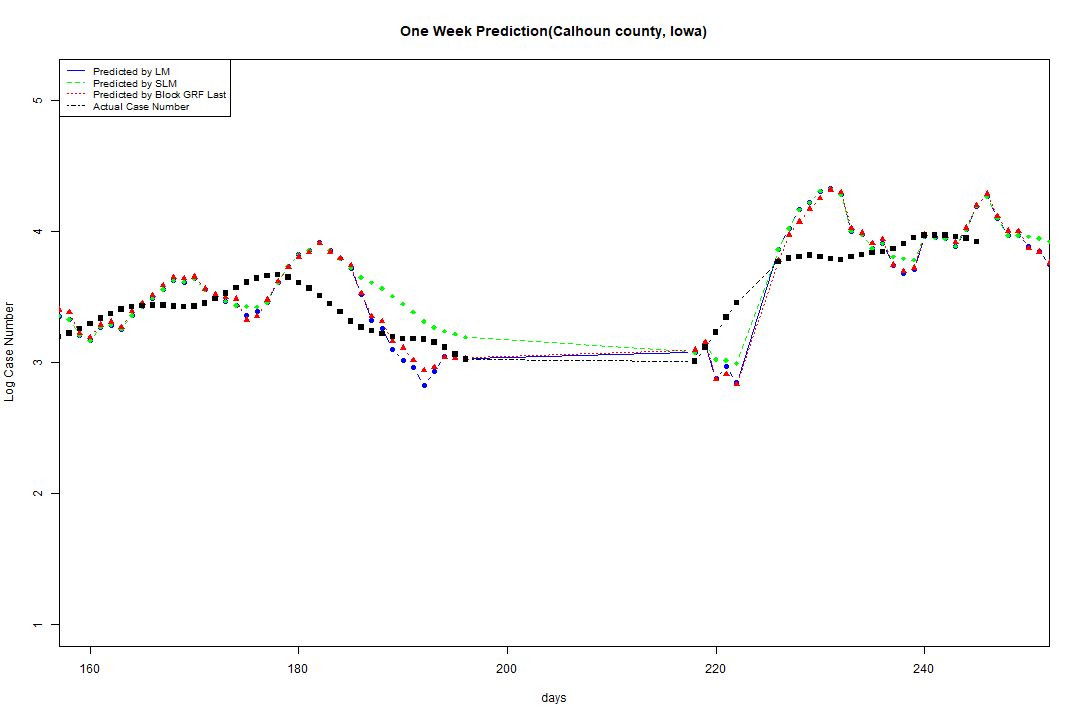 One Week Prediction(Calhoun county, Iowa)
Predicted by LM
Predicted by SLM
Predicted by Block GRF Last
Actual Case Number
5
4
3
2
1
Log Case Number
160 180 200 220 240
days